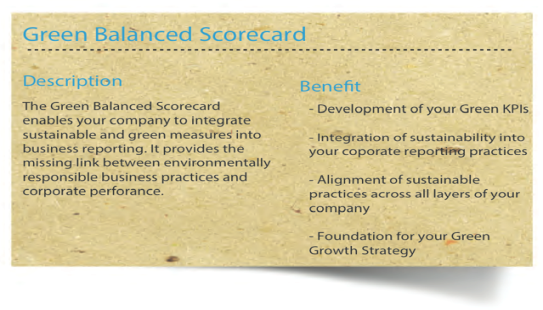 Green Balanced Scorecard
Description
The Green Balanced Scorecard
enables your company to integrate
sustainable and green measures into
business reporting. It provides the
missing link between environmentally
responsible business practices and
corporate perforance.
Benefit
- Development of your Green KPIs
- Integration of sustainability into
your coporate reporting practices
- Alignment of sustainable
practices across all layers of your
company
- Foundation for your Green
Growth Strategy